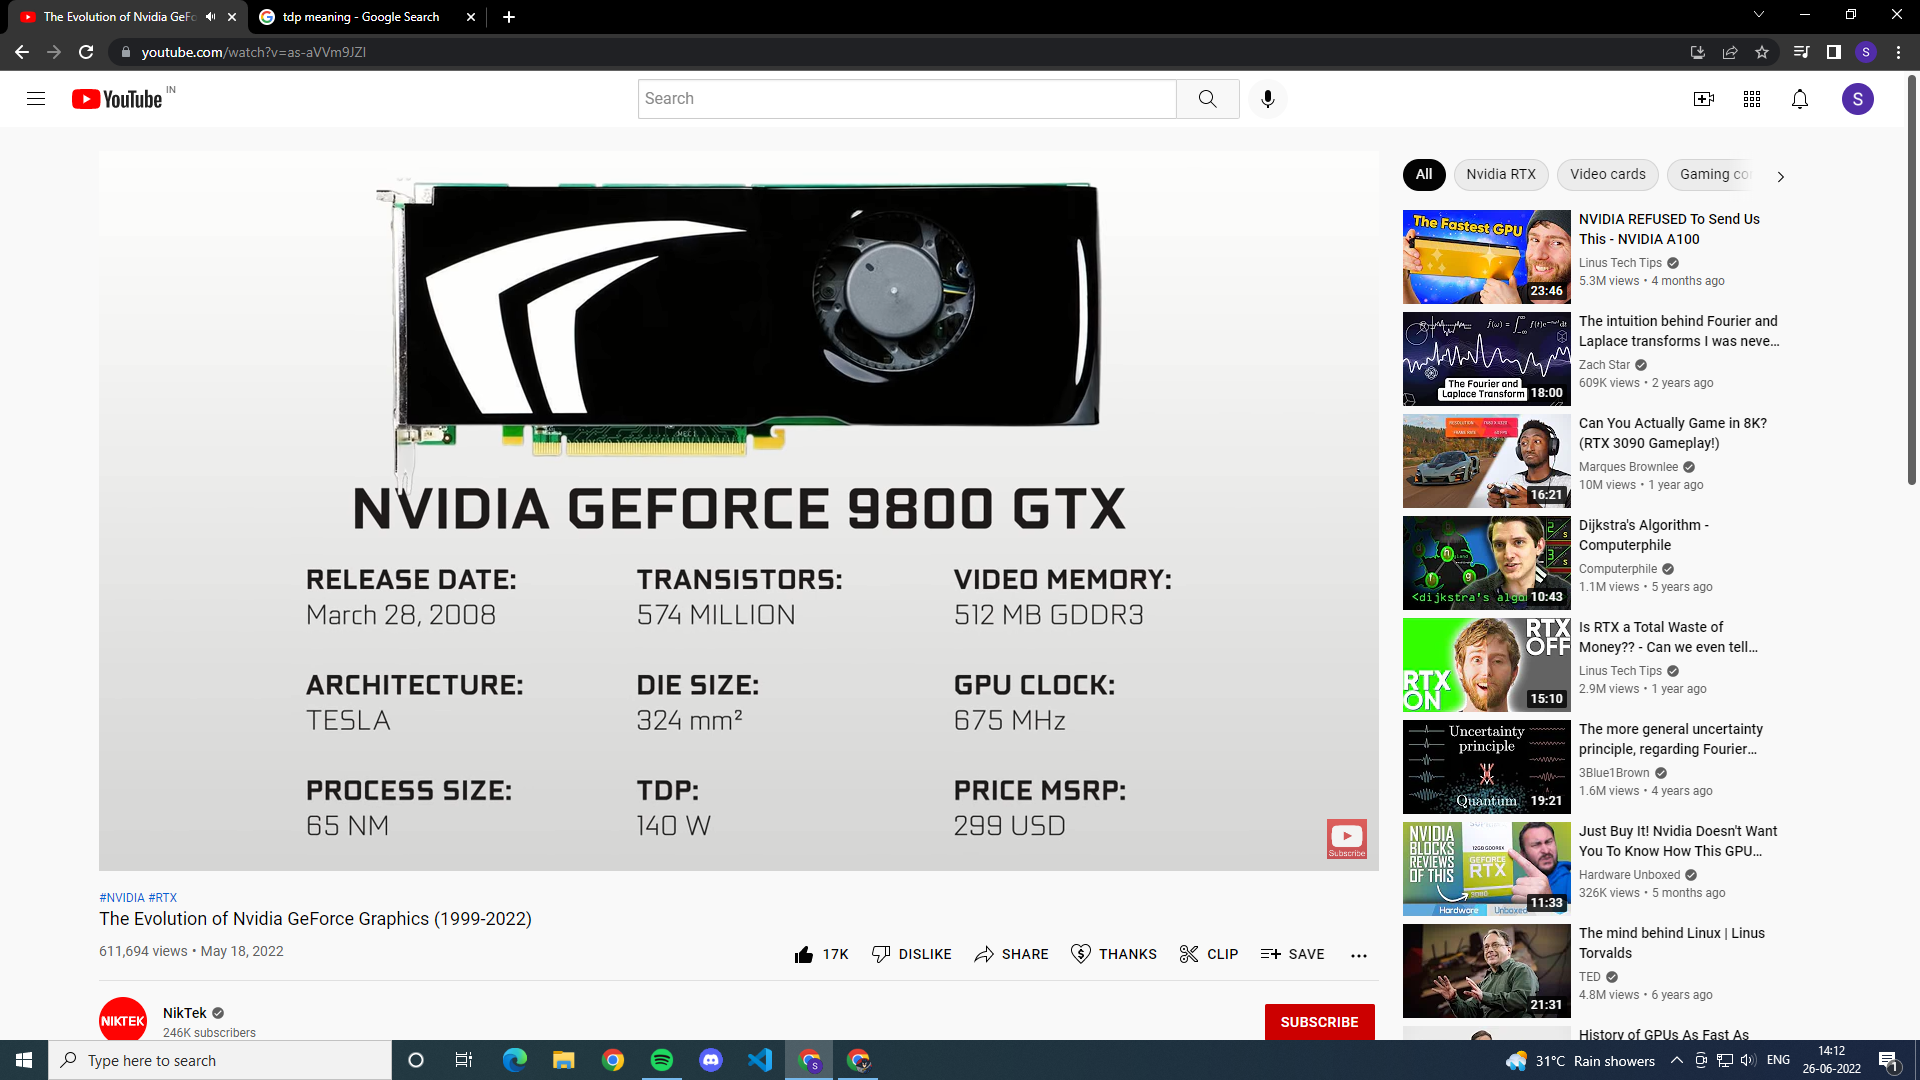 The Evolution of Nvidia GeFo
tdp meaning - Google Search
youtube.com/watch?v=as-aVVm9JZI
S
YouTube IN
Search
S
NVIDIA GEFORCE 9800 GTX
RELEASE DATE:
March 28, 2008
TRANSISTORS:
574 MILLION
VIDEO MEMORY:
512 MB GDDR3
ARCHITECTURE:
TESLA
DIE SIZE:
324 mm²
GPU CLOCK:
675 MHz
PROCESS SIZE:
65 NM
TDP:
140 W
PRICE MSRP:
299 USD
Subscribe
#NVIDIA #RTX
The Evolution of Nvidia GeForce Graphics (1999-2022)
611,694 views • May 18, 2022
17K
DISLIKE
SHARE
THANKS
CLIP
SAVE
NIKTEK
NikTek
246K subscribers
SUBSCRIBE
All
Nvidia RTX
Video cards
Gaming co
The Fastest GPU
23:46
NVIDIA REFUSED To Send Us
This - NVIDIA A100
Linus Tech Tips
5.3M views • 4 months ago
The Fourier and
Laplace Transform
18:00
The intuition behind Fourier and
Laplace transforms I was neve...
Zach Star
609K views • 2 years ago
16:21
Can You Actually Game in 8K?
(RTX 3090 Gameplay!)
Marques Brownlee
10M views • 1 year ago
<dijkstra's algo
10:43
Dijkstra's Algorithm -
Computerphile
Computerphile
1.1M views • 5 years ago
RTX
OFF
RTX
ON
15:10
Is RTX a Total Waste of
Money?? - Can we even tell...
Linus Tech Tips
2.9M views • 1 year ago
Uncertainty
principle
Quantum
19:21
The more general uncertainty
principle, regarding Fourier...
3Blue1Brown
1.6M views • 4 years ago
NVIDIA
BLOCKS
REVIEWS
OF THIS
GEFORCE
RTX
Hardware Unboxed
11:33
Just Buy It! Nvidia Doesn't Want
You To Know How This GPU...
Hardware Unboxed
326K views • 5 months ago
21:31
The mind behind Linux | Linus
Torvalds
TED
4.8M views • 6 years ago
History of GPUs As Fast As
Type here to search
31°C Rain showers
ENG
14:12
26-06-2022
1